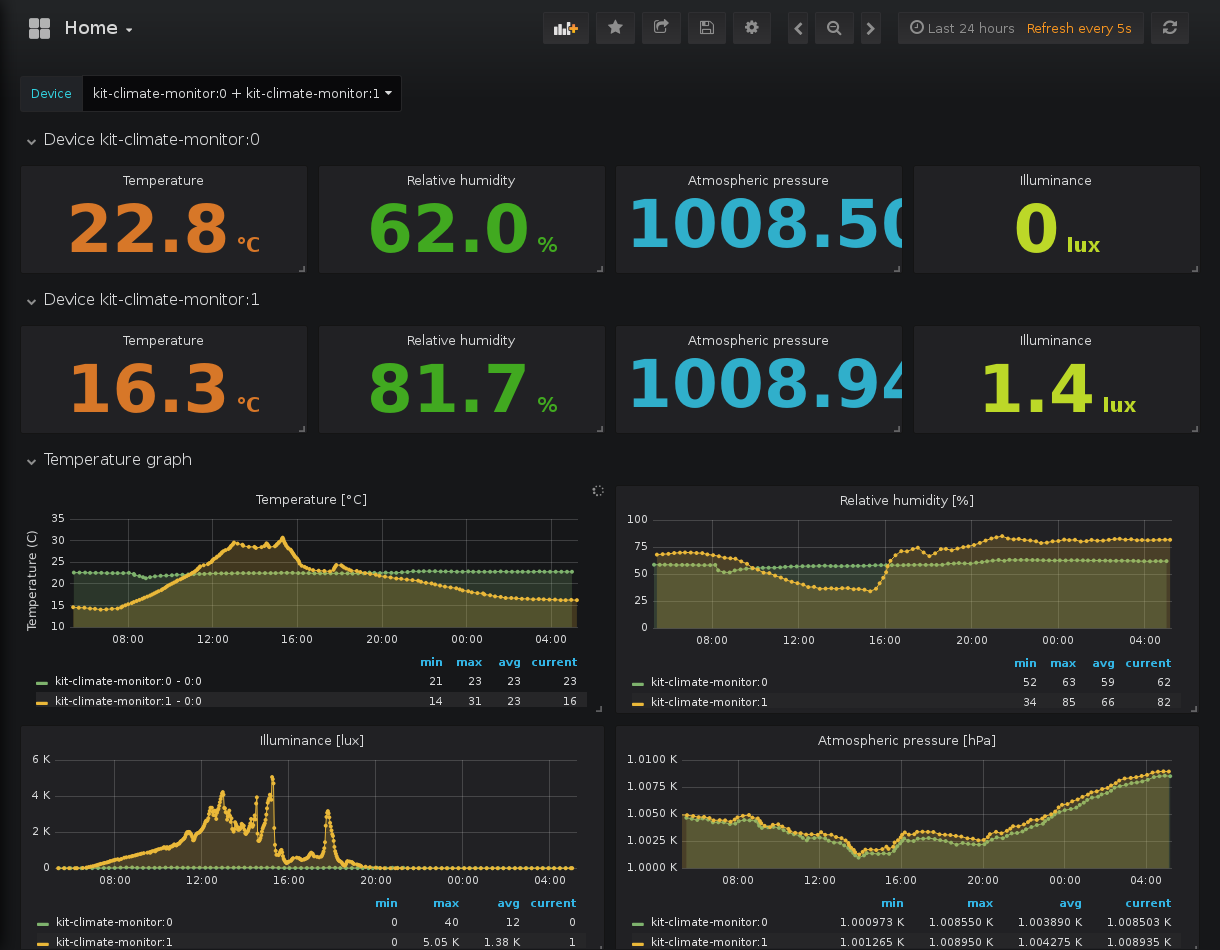 Home
Last 24 hours Refresh every 5s
Device kit-climate-monitor:0 + kit-climate-monitor:1
Device kit-climate-monitor:0
Temperature
22.8 °C
Relative humidity
62.0 %
Atmospheric pressure
1008.50
Illuminance
0 lux
Device kit-climate-monitor:1
Temperature
16.3 °C
Relative humidity
81.7 %
Atmospheric pressure
1008.94
Illuminance
1.4 lux
Temperature graph
Temperature [°C]
Temperature (C)
35
30
25
20
15
10
08:00 12:00 16:00 20:00 00:00 04:00
min max avg current
kit-climate-monitor:0 - 0:0 21 23 23 23
kit-climate-monitor:1 - 0:0 14 31 23 16
Relative humidity [%]
100
75
50
25
0
08:00 12:00 16:00 20:00 00:00 04:00
min max avg current
kit-climate-monitor:0 52 63 59 62
kit-climate-monitor:1 34 85 66 82
Illuminance [lux]
6 K
4 K
2 K
0
08:00 12:00 16:00 20:00 00:00 04:00
min max avg current
kit-climate-monitor:0 0 40 12 0
kit-climate-monitor:1 0 5.05 K 1.38 K 1
Atmospheric pressure [hPa]
1.0100 K
1.0075 K
1.0050 K
1.0025 K
1.0000 K
08:00 12:00 16:00 20:00 00:00 04:00
min max avg current
kit-climate-monitor:0 1.000973 K 1.008550 K 1.003890 K 1.008503 K
kit-climate-monitor:1 1.001265 K 1.008950 K 1.004275 K 1.008935 K